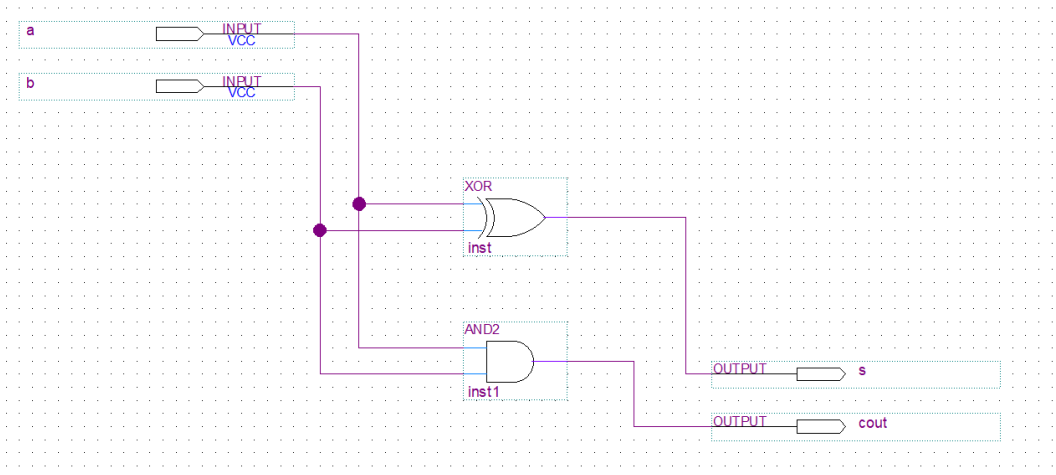 a
INPUT
VCC
b
INPUT
VCC
XOR
inst
AND2
inst1
OUTPUT
s
OUTPUT
cout